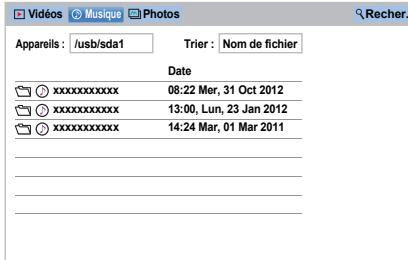 Vidéos Musique Photos Recher.
Appareils : /usb/sda1 Trier : Nom de fichier
Date
xxxxxxxxxxx 08:22 Mer, 31 Oct 2012
xxxxxxxxxxx 13:00, Lun, 23 Jan 2012
xxxxxxxxxxx 14:24 Mar, 01 Mar 2011